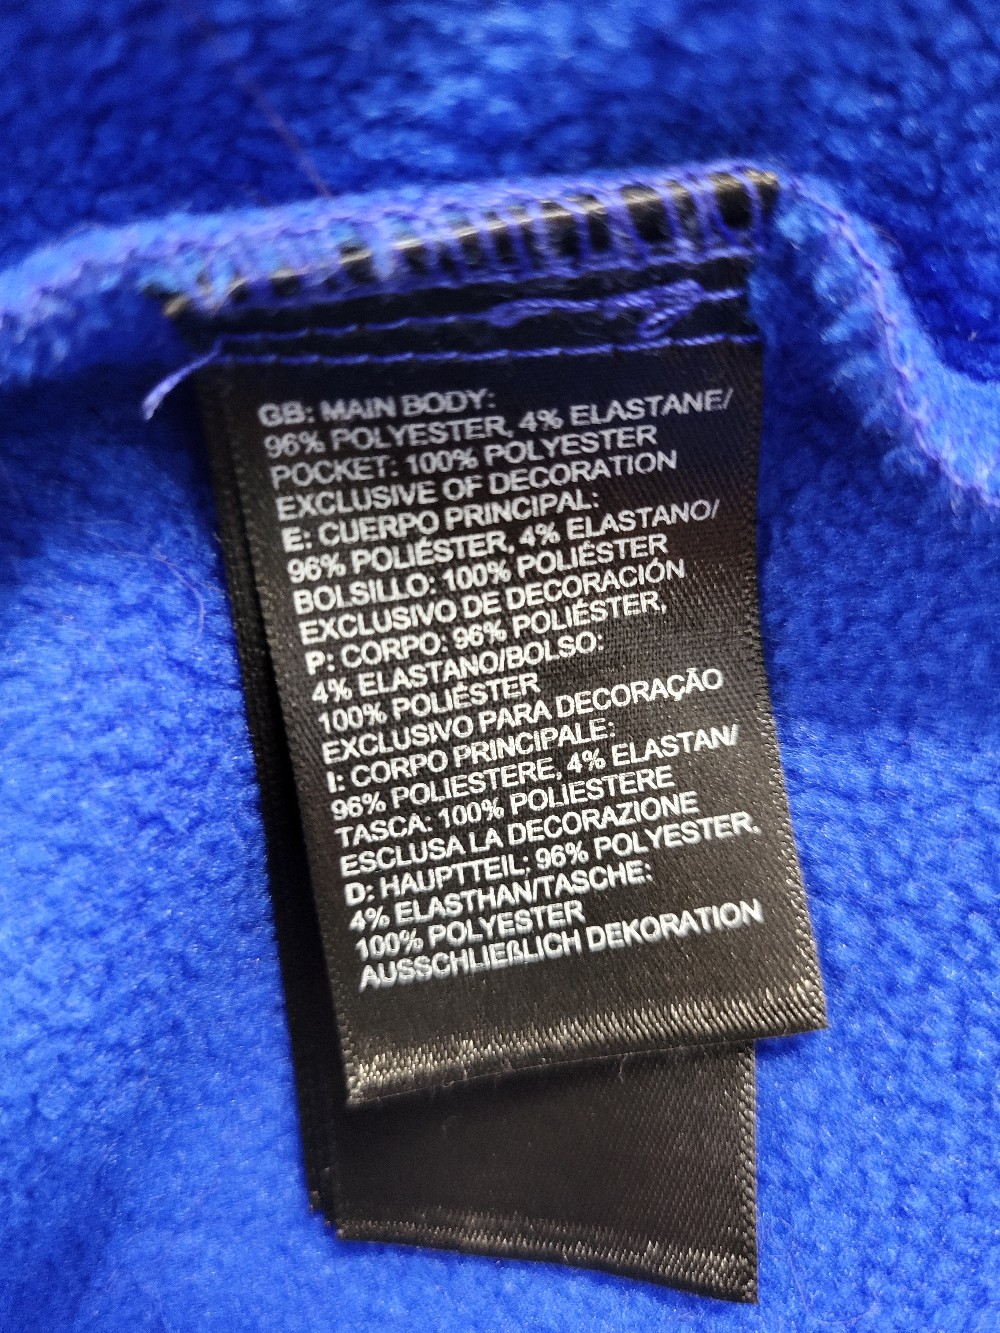 GB: MAIN BODY:
96% POLYESTER, 4% ELASTANE/
POCKET: 100% POLYESTER
EXCLUSIVE OF DECORATION
E: CUERPO PRINCIPAL:
96% POLIÉSTER, 4% ELASTANO/
BOLSILLO: 100% POLIÉSTER
EXCLUSIVO DE DECORACIÓN
P: CORPO: 96% POLIÉSTER,
4% ELASTANO/BOLSO:
100% POLIÉSTER
EXCLUSIVO PARA DECORAÇÃO
I: CORPO PRINCIPALE:
96% POLIESTERE, 4% ELASTAN/
TASCA: 100% POLIESTERE
ESCLUSA LA DECORAZIONE
D: HAUPTTEIL: 96% POLYESTER,
4% ELASTHAN/TASCHE:
100% POLYESTER
AUSSCHLIEßLICH DEKORATION